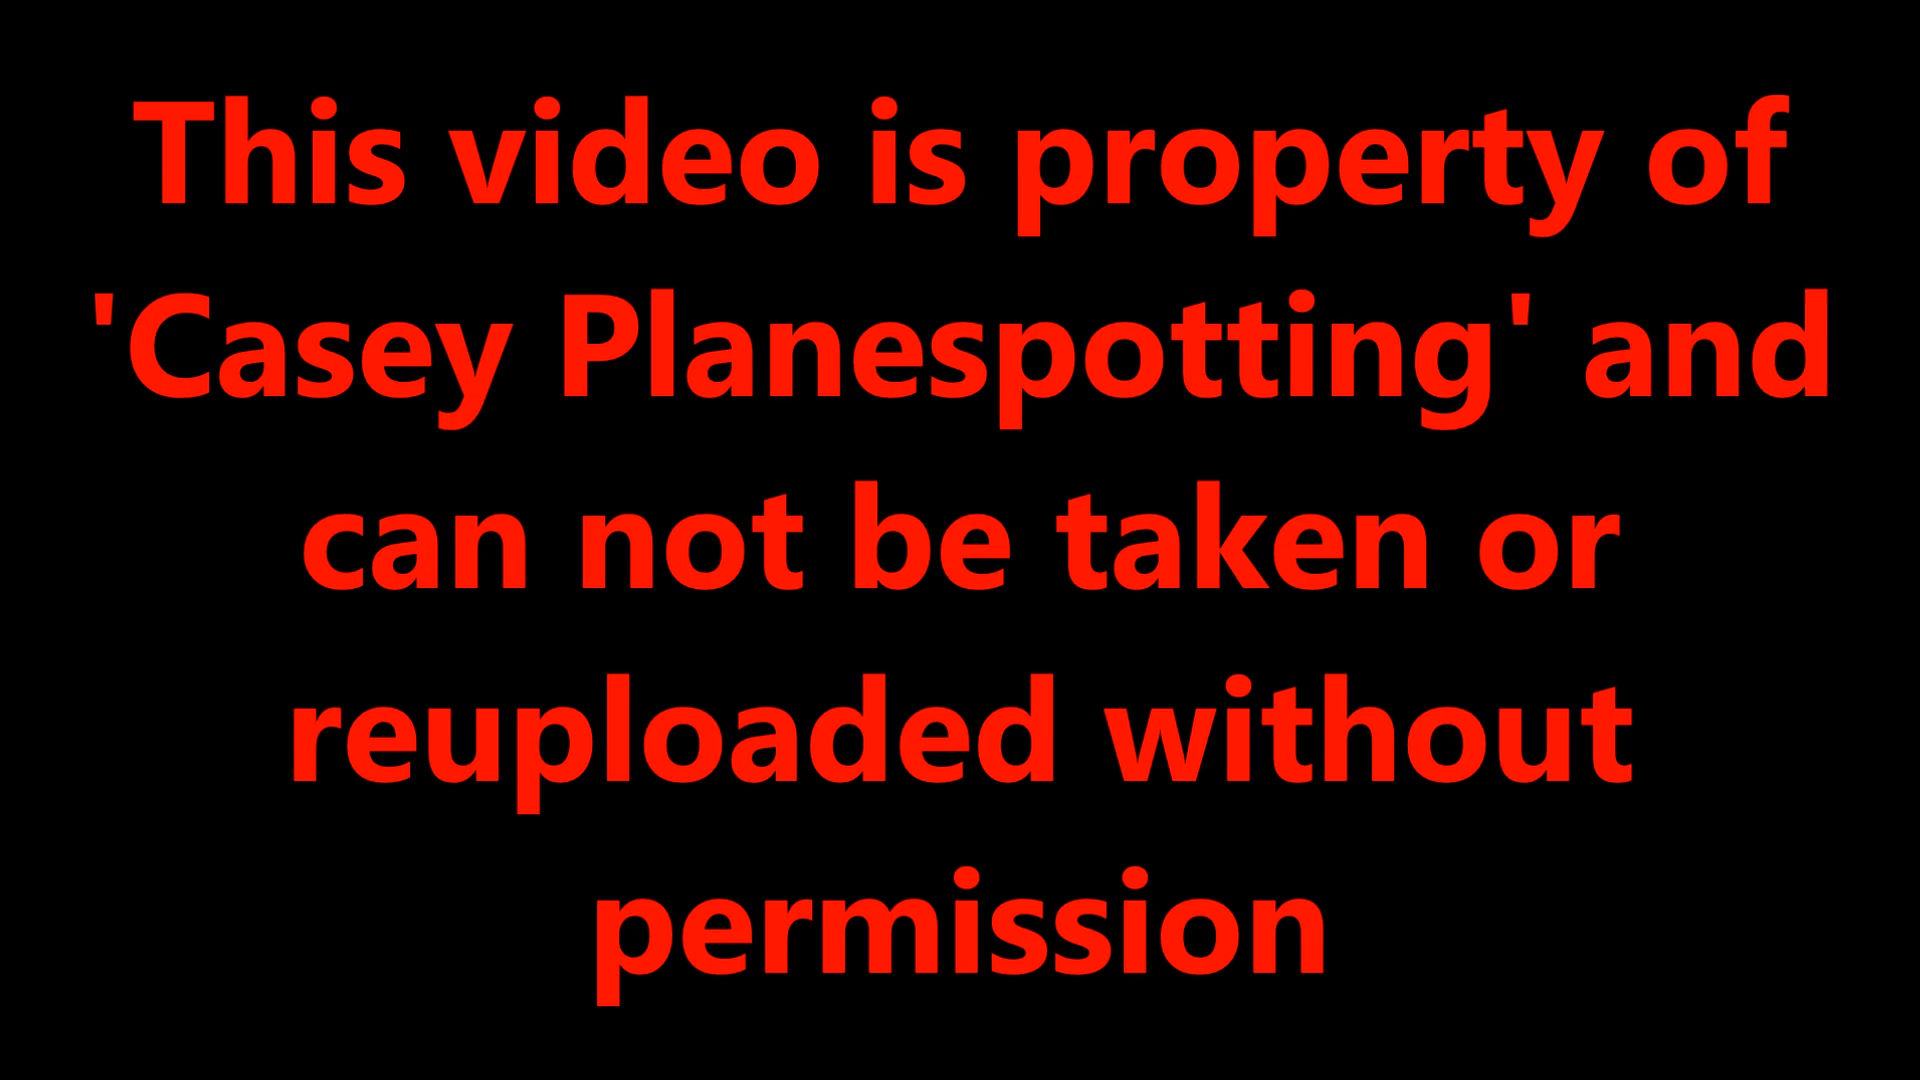 This video is property of
'Casey Planespotting' and
can not be taken or
reuploaded without
permission